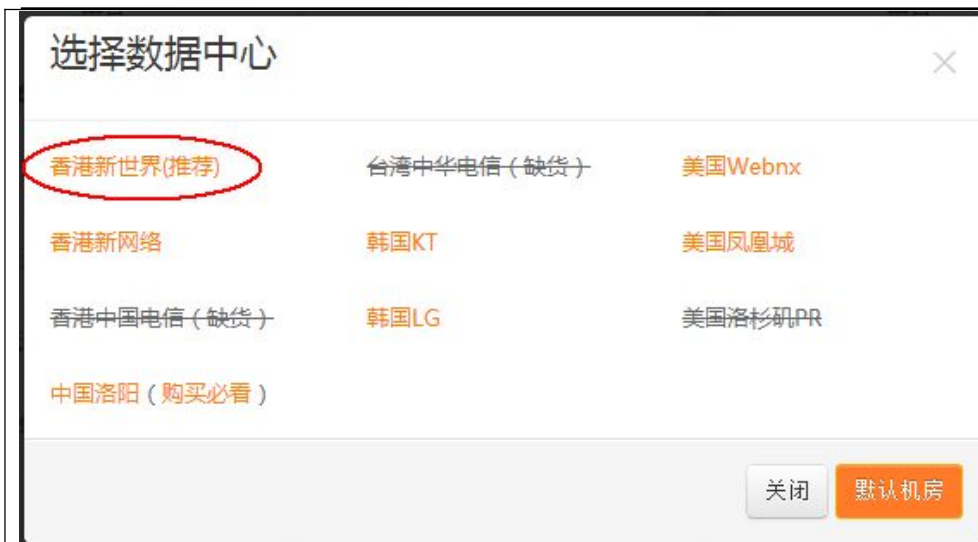 选择数据中心
×
香港新世界(推荐) 台湾中华电信（缺货） 美国Webnx
香港新网络 韩国KT 美国凤凰城
香港中国电信（缺货） 韩国LG 美国洛杉矶PR
中国洛阳（购买必看）
关闭 默认机房